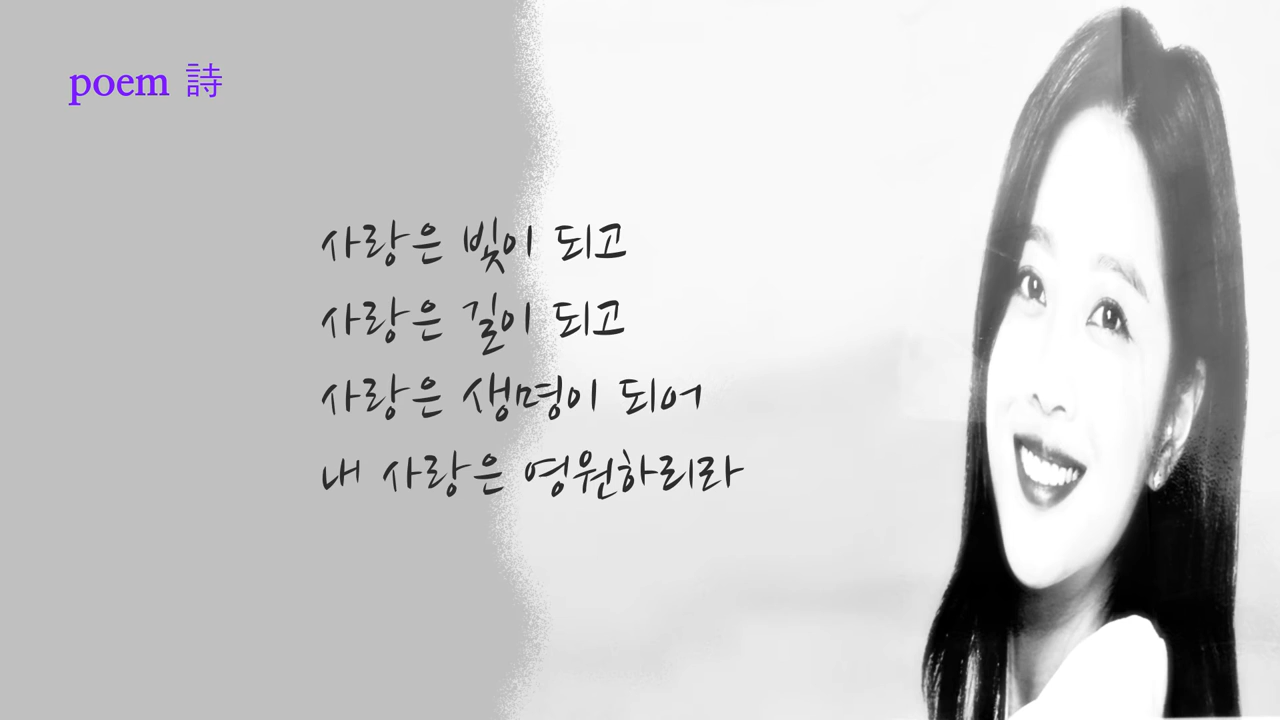 poem 詩
사랑은 빛이 되고
사랑은 길이 되고
사랑은 생명이 되어
내 사랑은 영원하리라